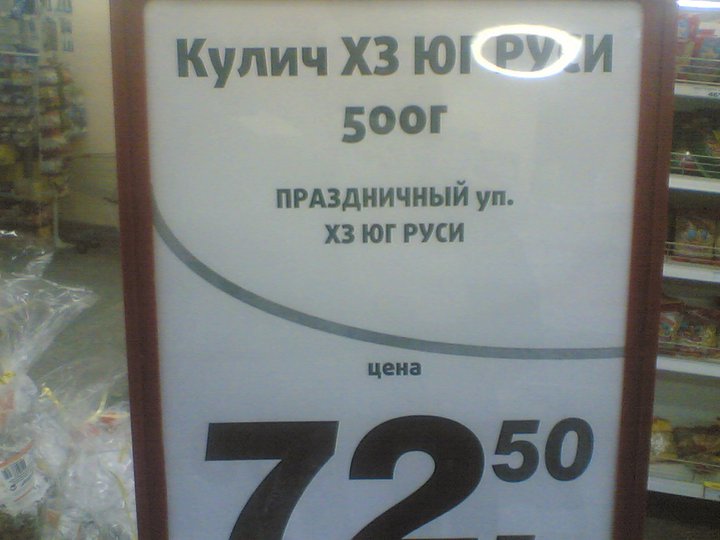 Кулич ХЗ ЮГ РУСИ
500г
ПРАЗДНИЧНЫЙ уп.
ХЗ ЮГ РУСИ
цена
72 50